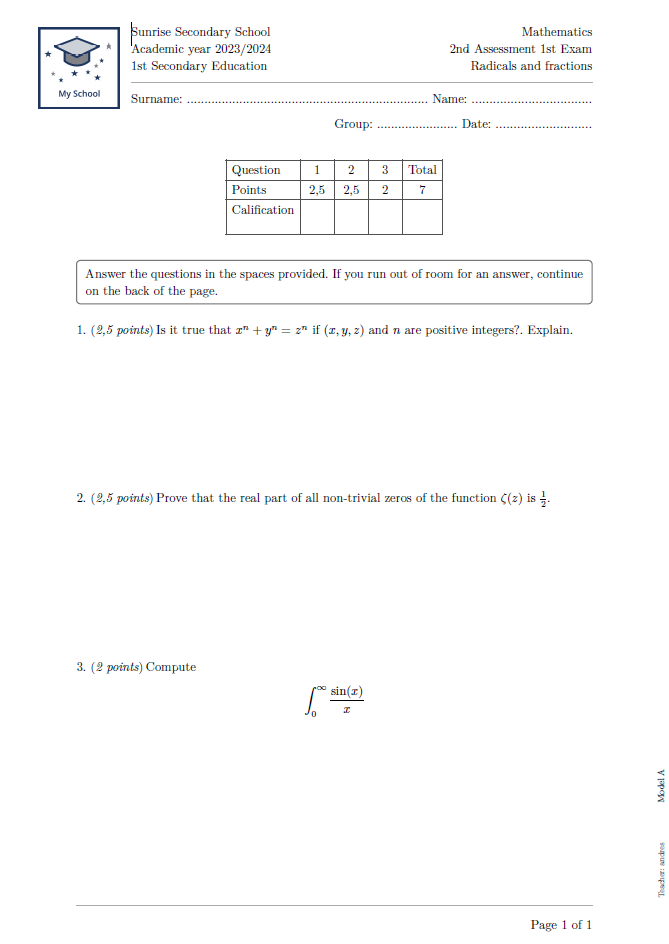 Sunrise Secondary School
Academic year 2023/2024
1st Secondary Education
Mathematics
2nd Assessment 1st Exam
Radicals and fractions
My School
Surname: ..................................................................... Name: ..................................
Group: ....................... Date: ...........................
Question 1 2 3 Total
Points 2,5 2,5 2 7
Calification
Answer the questions in the spaces provided. If you run out of room for an answer, continue
on the back of the page.
1. (2,5 points) Is it true that xⁿ + yⁿ = zⁿ if (x, y, z) and n are positive integers?. Explain.
2. (2,5 points) Prove that the real part of all non-trivial zeros of the function ζ(z) is 1/2.
3. (2 points) Compute
∫₀^∞ sin(x)/x
Model A
Teacher: andres
Page 1 of 1